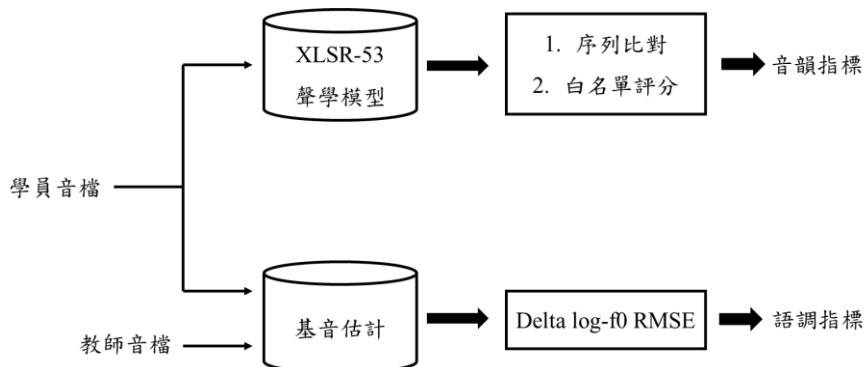 XLSR-53
聲學模型
1. 序列比對
2. 白名單評分
音韻指標
學員音檔
教師音檔
基音估計
Delta log-f0 RMSE
語調指標